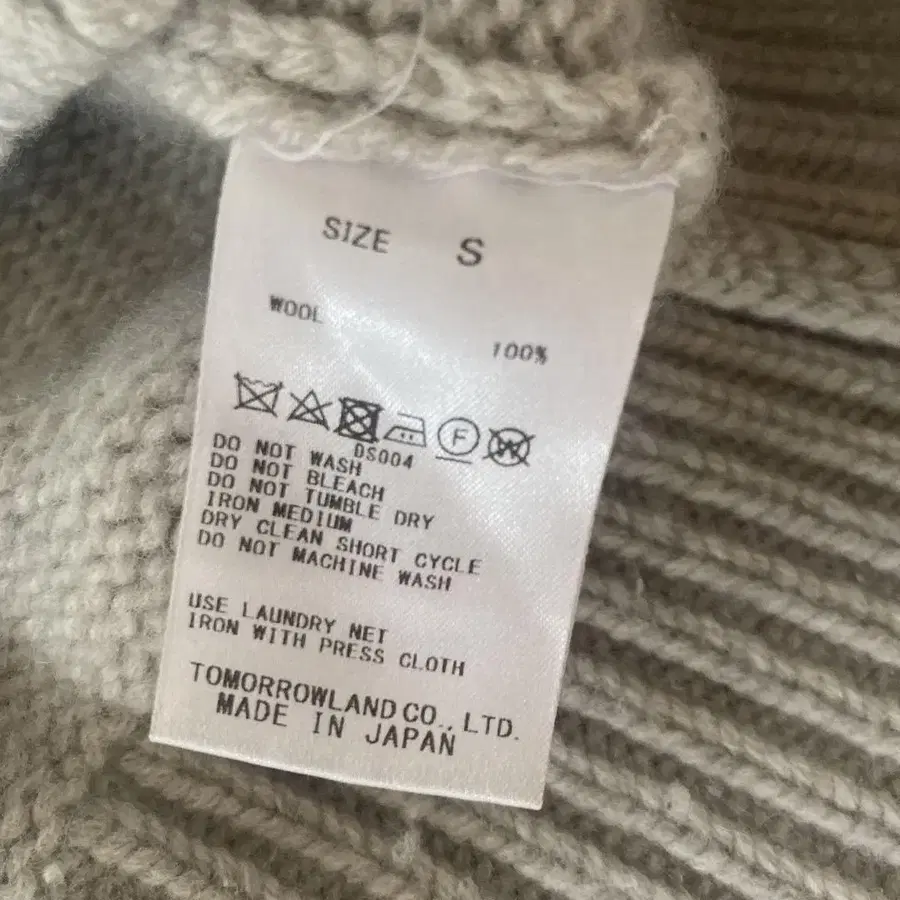 SIZE S
WOOL
100%
F W
DS004
DO NOT WASH
DO NOT BLEACH
DO NOT TUMBLE DRY
IRON MEDIUM
DRY CLEAN SHORT CYCLE
DO NOT MACHINE WASH
USE LAUNDRY NET
IRON WITH PRESS CLOTH
TOMORROWLAND CO., LTD.
MADE IN JAPAN